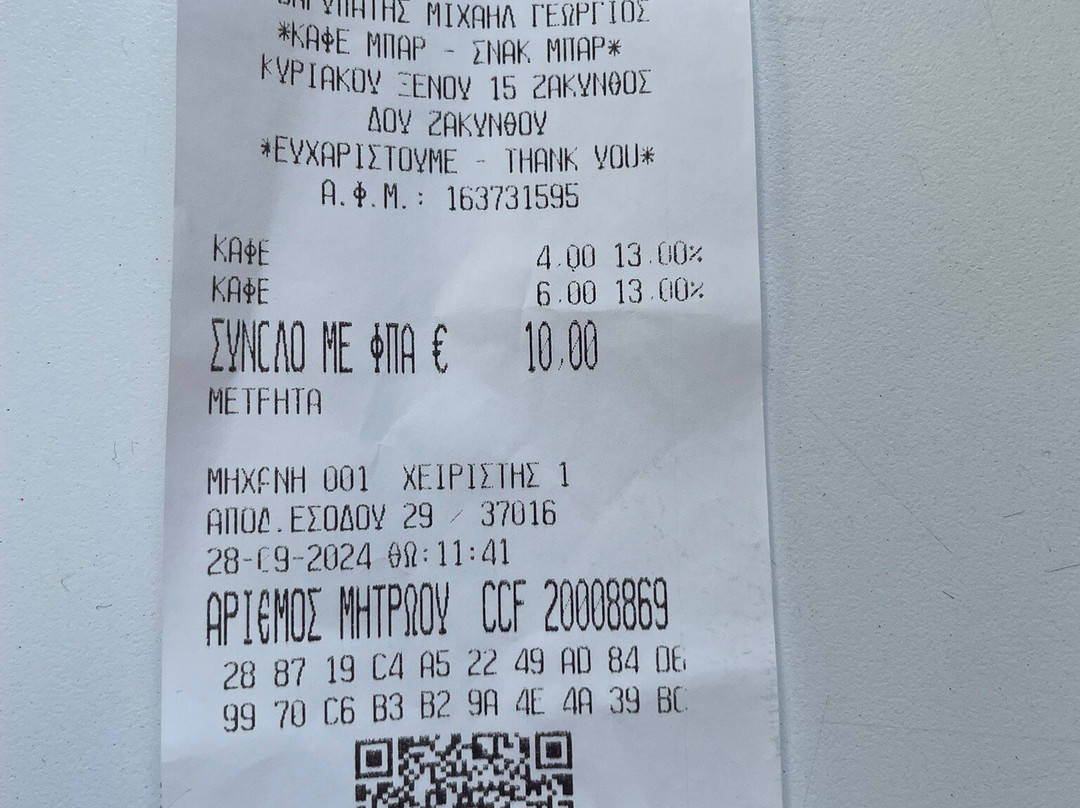 ΜΙΧΑΗΛ ΓΕΩΡΓΙΟΣ
*ΚΑΦΕ ΜΠΑΡ - ΣΝΑΚ ΜΠΑΡ*
ΚΥΡΙΑΚΟΥ ΞΕΝΟΥ 15 ΖΑΚΥΝΘΟΣ
ΔΟΥ ΖΑΚΥΝΘΟΥ
*ΕΥΧΑΡΙΣΤΟΥΜΕ - THANK YOU*
Α.Φ.Μ.: 163731595
ΚΑΦΕ 4.00 13.00%
ΚΑΦΕ 6.00 13.00%
ΣΥΝΟΛΟ ΜΕ ΦΠΑ € 10,00
ΜΕΤΡΗΤΑ
ΜΗΧΑΝΗ 001 ΧΕΙΡΙΣΤΗΣ 1
ΑΠΟΔ.ΕΣΟΔΟΥ 29 / 37016
28-09-2024 ΘΩ:11:41
ΑΡΙΘΜΟΣ ΜΗΤΡΩΟΥ CCF 20008869
28 87 19 C4 A5 22 49 AD 84 D6
99 70 C6 B3 B2 9A 4E 4A 39